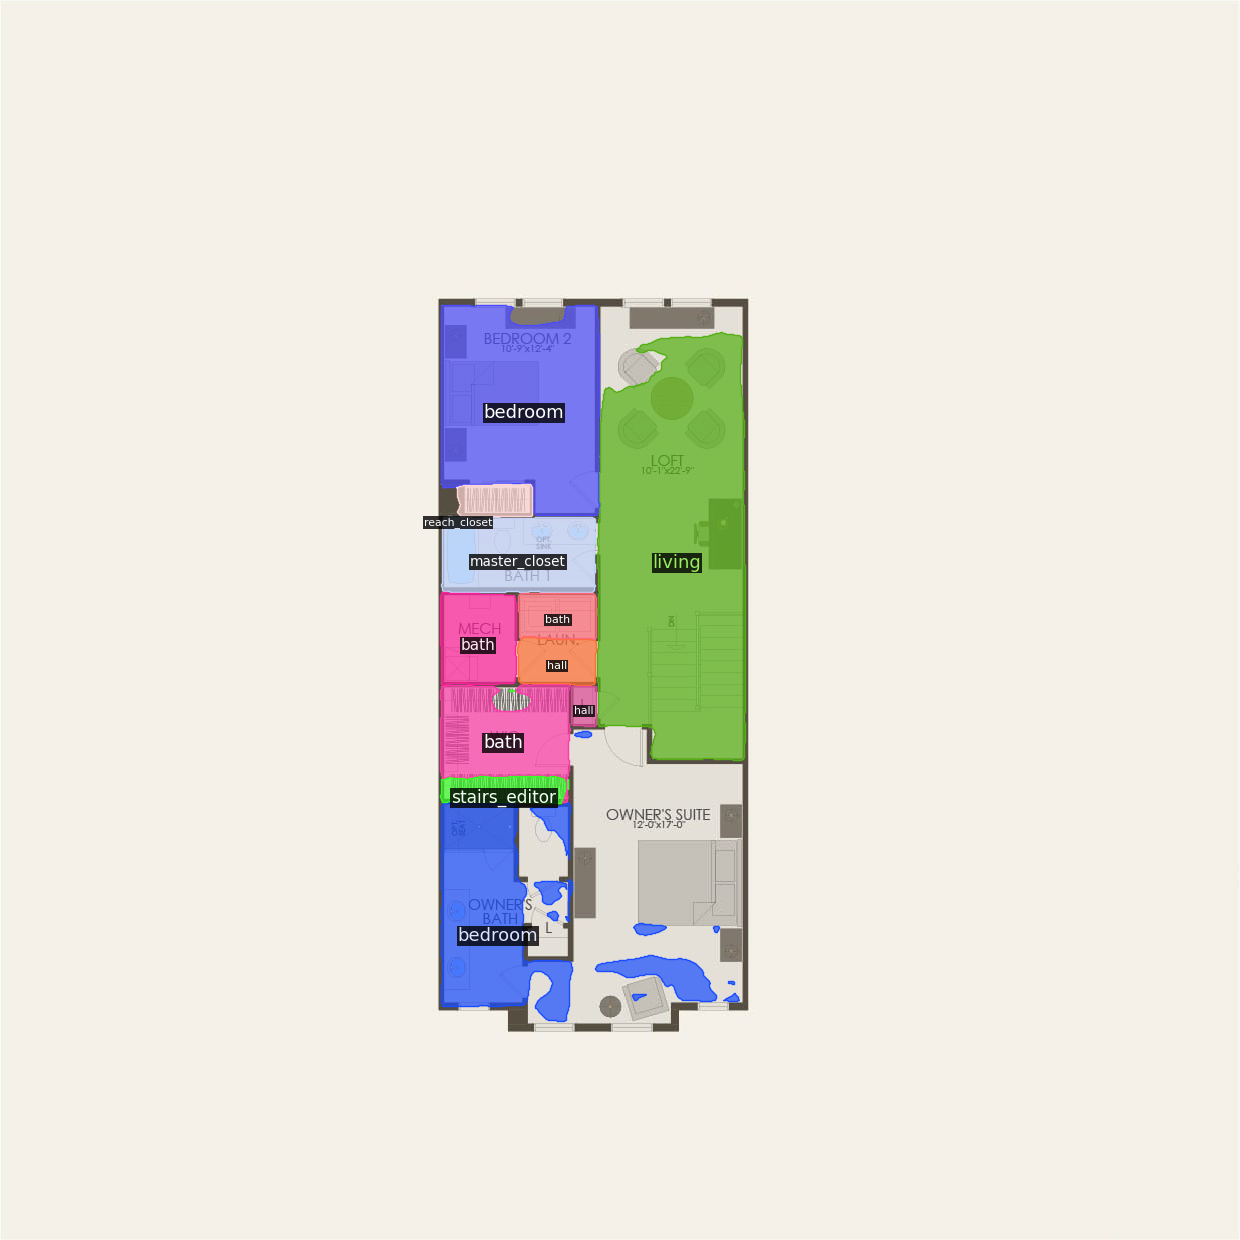 BEDROOM 2
10'-9"x12'-4"
bedroom
LOFT
10'-1"x22'-9"
reach_closet
OPT.
SINK
master_closet
living
BATH 1
bath
MECH
LAUN.
bath
hall
DN
hall
bath
stairs_editor
OWNER'S SUITE
12'-0"x17'-0"
OPT.
SEAT
OWNER'S
BATH
L
bedroom